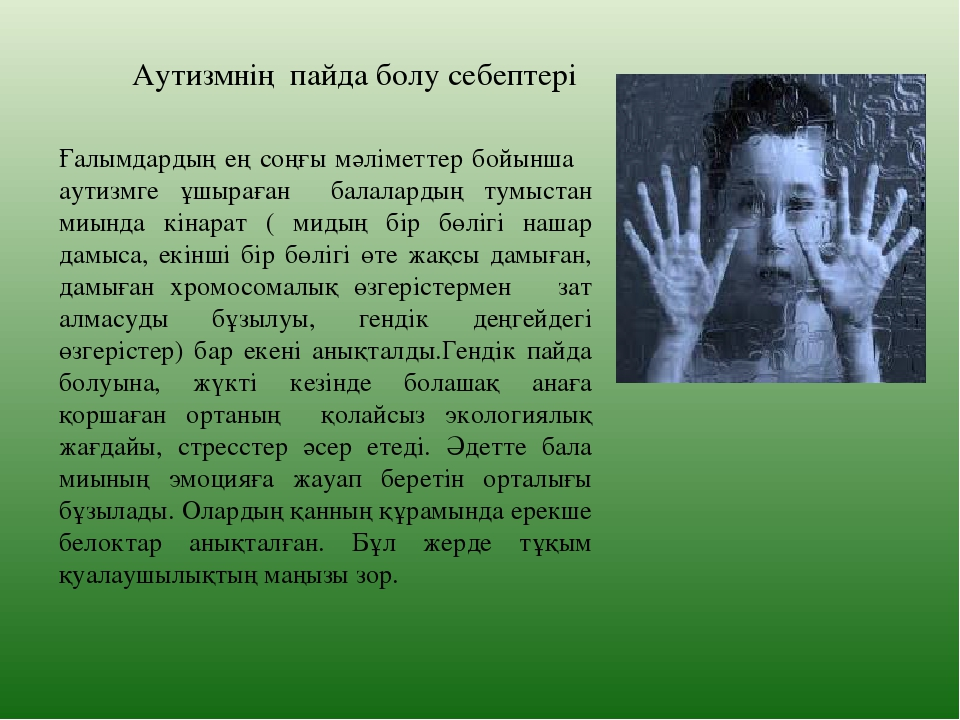 Аутизмнің пайда болу себептері
Ғалымдардың ең соңғы мәліметтер бойынша
аутизмге ұшыраған балалардың тумыстан
миында кінарат ( мидың бір бөлігі нашар
дамыса, екінші бір бөлігі өте жақсы дамыған,
дамыған хромосомалық өзгерістермен зат
алмасуды бұзылуы, гендік деңгейдегі
өзгерістер) бар екені анықталды.Гендік пайда
болуына, жүкті кезінде болашақ анаға
қоршаған ортаның қолайсыз экологиялық
жағдайы, стресстер әсер етеді. Әдетте бала
миының эмоцияға жауап беретін орталығы
бұзылады. Олардың қанның құрамында ерекше
белоктар анықталған. Бұл жерде тұқым
қуалаушылықтың маңызы зор.